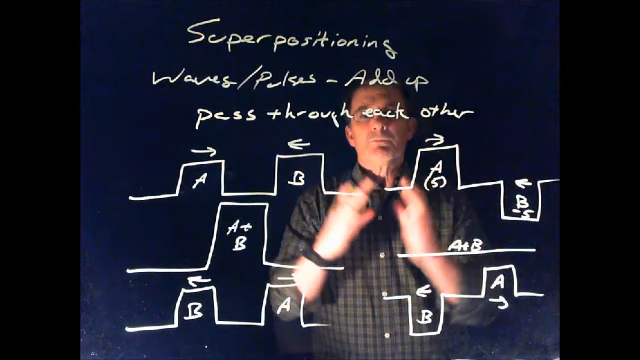 Superpositioning
Waves/Pulses - Add up
pass through each other
→ ← →
A B A
(5)
← B
-5
A+
B
A+B
← → ← A
B A B →